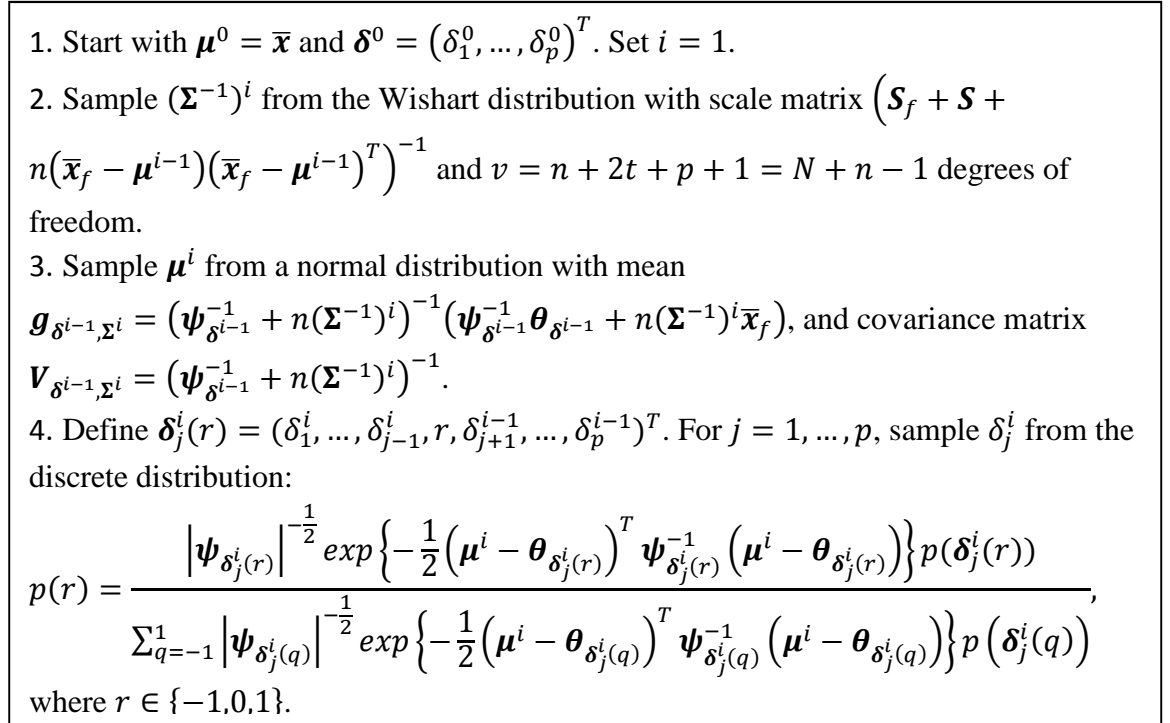 1. Start with 𝝁⁰ = x̄ and 𝜹⁰ = (δ₁⁰, … , δₚ⁰)ᵀ. Set i = 1.
2. Sample (𝚺⁻¹)ⁱ from the Wishart distribution with scale matrix (𝑺_f + 𝑺 +
n(x̄_f − 𝝁ⁱ⁻¹)(x̄_f − 𝝁ⁱ⁻¹)ᵀ)⁻¹ and v = n + 2t + p + 1 = N + n − 1 degrees of
freedom.
3. Sample 𝝁ⁱ from a normal distribution with mean
𝒈_{𝜹ⁱ⁻¹,𝚺ⁱ} = (𝝍⁻¹_{𝜹ⁱ⁻¹} + n(𝚺⁻¹)ⁱ)⁻¹(𝝍⁻¹_{𝜹ⁱ⁻¹}𝜽_{𝜹ⁱ⁻¹} + n(𝚺⁻¹)ⁱx̄_f), and covariance matrix
𝑽_{𝜹ⁱ⁻¹,𝚺ⁱ} = (𝝍⁻¹_{𝜹ⁱ⁻¹} + n(𝚺⁻¹)ⁱ)⁻¹.
4. Define 𝜹ⱼⁱ(r) = (δ₁ⁱ, … , δⱼ₋₁ⁱ, r, δⱼ₊₁ⁱ⁻¹, … , δₚⁱ⁻¹)ᵀ. For j = 1, … , p, sample δⱼⁱ from the
discrete distribution:
p(r) = |𝝍_{𝜹ⱼⁱ(r)}|^{−1/2} exp{−1/2(𝝁ⁱ − 𝜽_{𝜹ⱼⁱ(r)})ᵀ 𝝍⁻¹_{𝜹ⱼⁱ(r)} (𝝁ⁱ − 𝜽_{𝜹ⱼⁱ(r)})} p(𝜹ⱼⁱ(r)) / ∑¹_{q=−1} |𝝍_{𝜹ⱼⁱ(q)}|^{−1/2} exp{−1/2(𝝁ⁱ − 𝜽_{𝜹ⱼⁱ(q)})ᵀ 𝝍⁻¹_{𝜹ⱼⁱ(q)} (𝝁ⁱ − 𝜽_{𝜹ⱼⁱ(q)})} p(𝜹ⱼⁱ(q)),
where r ∈ {−1,0,1}.